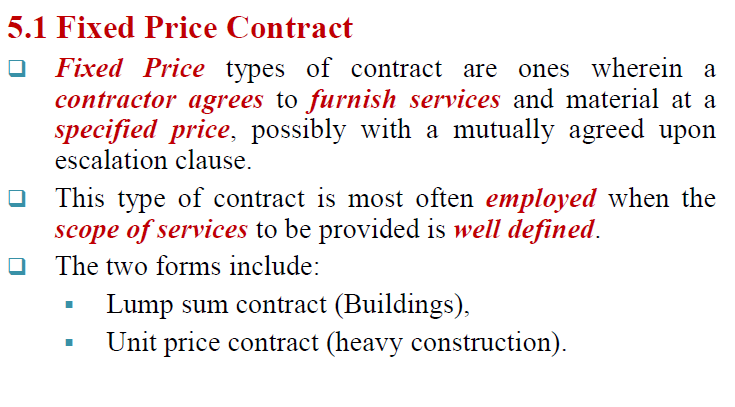 5.1 Fixed Price Contract
❑ Fixed Price types of contract are ones wherein a
contractor agrees to furnish services and material at a
specified price, possibly with a mutually agreed upon
escalation clause.
❑ This type of contract is most often employed when the
scope of services to be provided is well defined.
❑ The two forms include:
▪ Lump sum contract (Buildings),
▪ Unit price contract (heavy construction).